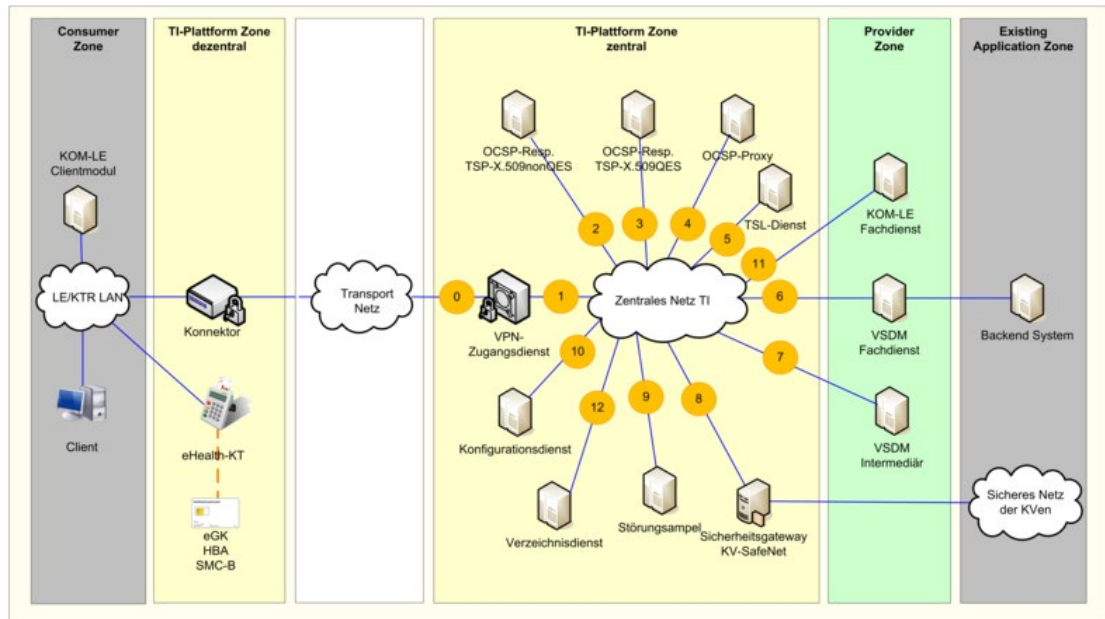 Consumer
Zone
TI-Plattform Zone
dezentral
TI-Plattform Zone
zentral
Provider
Zone
Existing
Application Zone
KOM-LE
Clientmodul
LE/KTR LAN
Client
Konnektor
eHealth-KT
eGK
HBA
SMC-B
Transport
Netz
0
VPN-
Zugangsdienst
1
OCSP-Resp.
TSP-X.509nonQES
2
OCSP-Resp.
TSP-X.509QES
3
OCSP-Proxy
4
TSL-Dienst
5
11
Zentrales Netz TI
6
7
8
9
10
12
Konfigurationsdienst
Verzeichnisdienst
Störungsampel
Sicherheitsgateway
KV-SafeNet
KOM-LE
Fachdienst
VSDM
Fachdienst
VSDM
Intermediär
Backend System
Sicheres Netz
der KVen